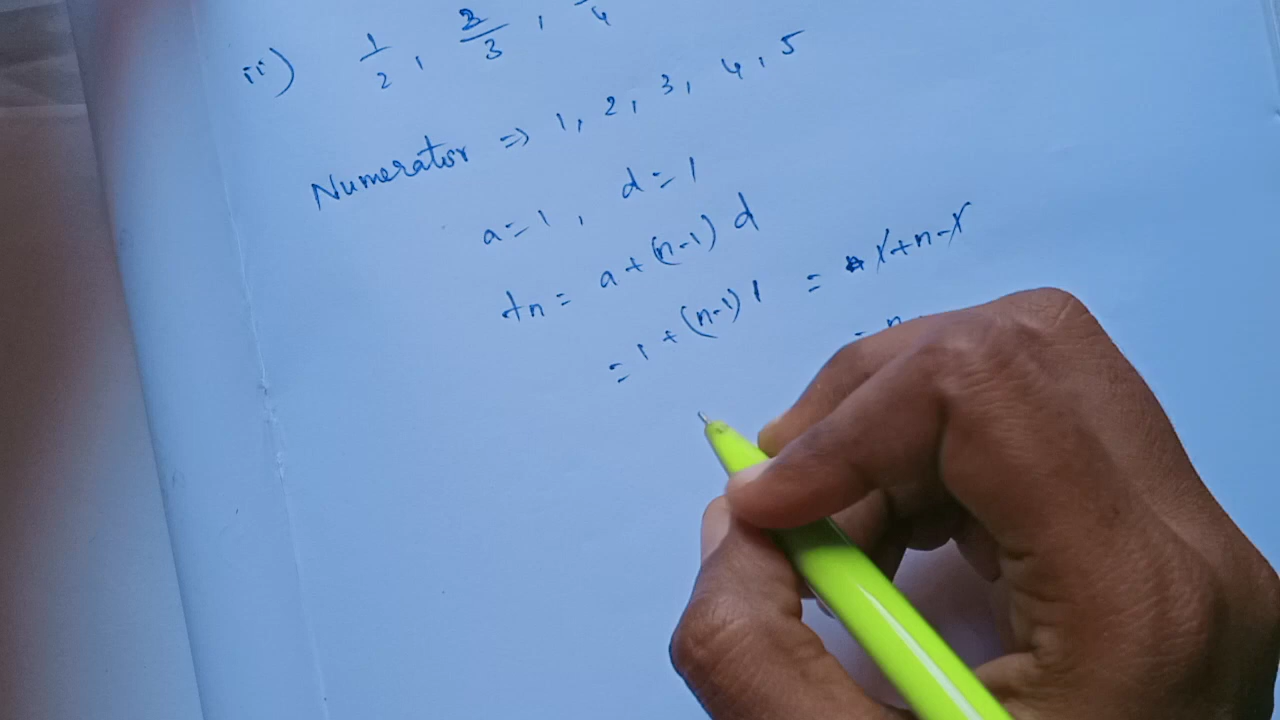 ii) 1/2, 2/3, /4
Numerator ⇒ 1, 2, 3, 4, 5
a = 1, d = 1
tn = a + (n-1) d
= 1 + (n-1) 1 = 1 + n - 1
= n